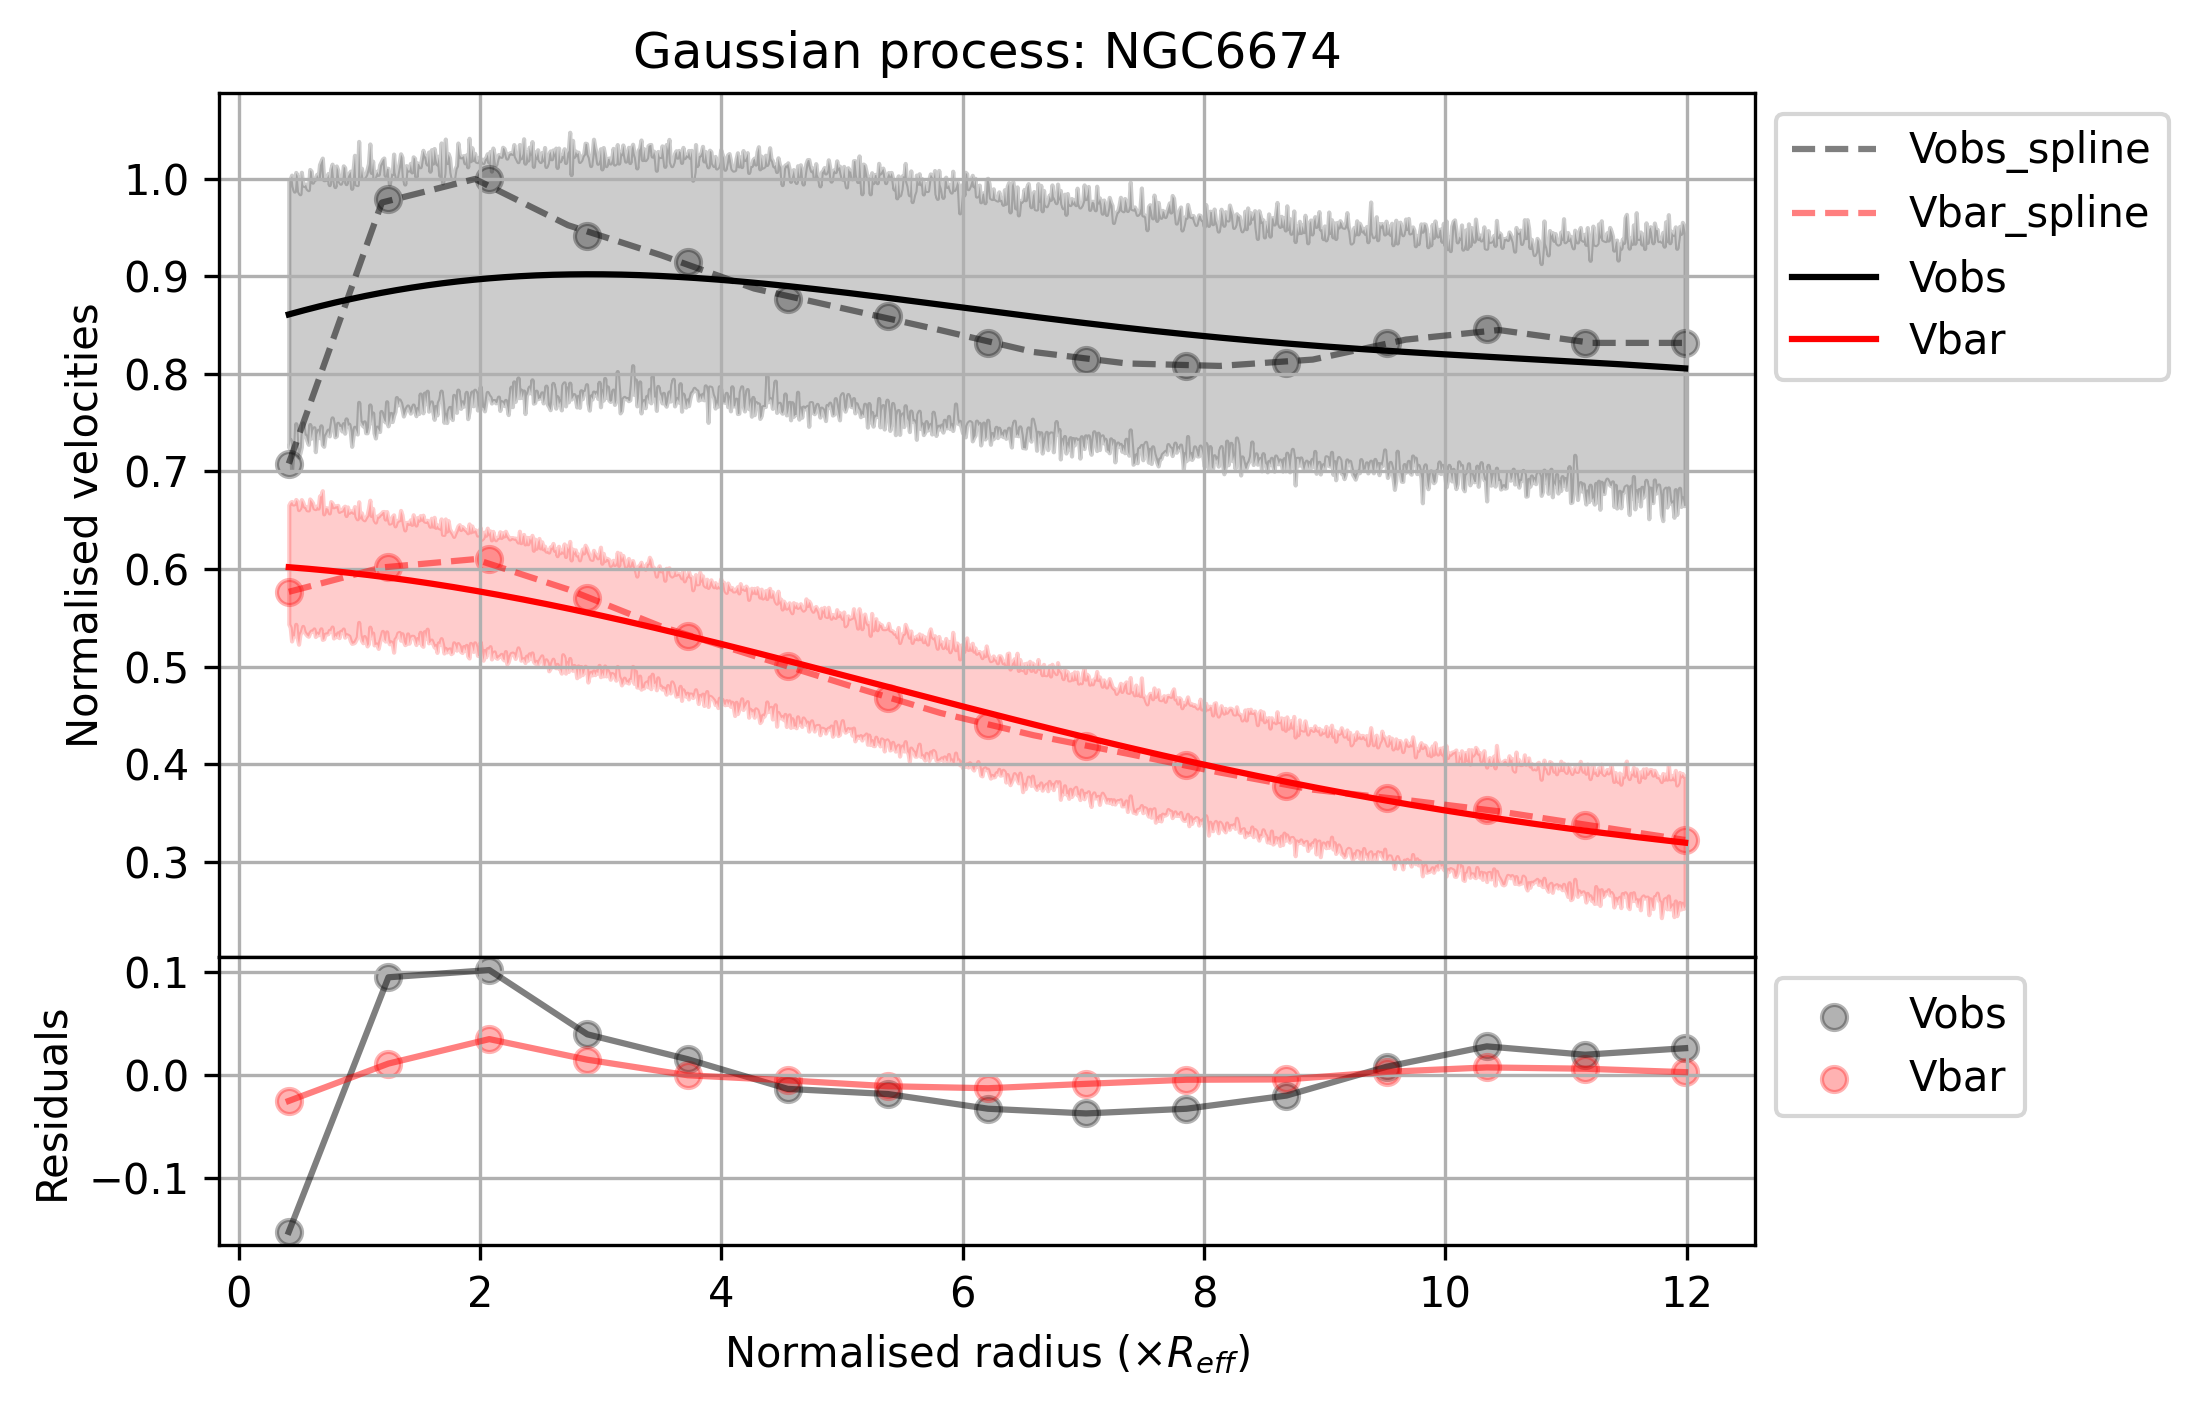 Gaussian process: NGC6674
Normalised velocities
1.0
0.9
0.8
0.7
0.6
0.5
0.4
0.3
Vobs_spline
Vbar_spline
Vobs
Vbar
Residuals
0.1
0.0
−0.1
Vobs
Vbar
0 2 4 6 8 10 12
Normalised radius (×R_{eff})